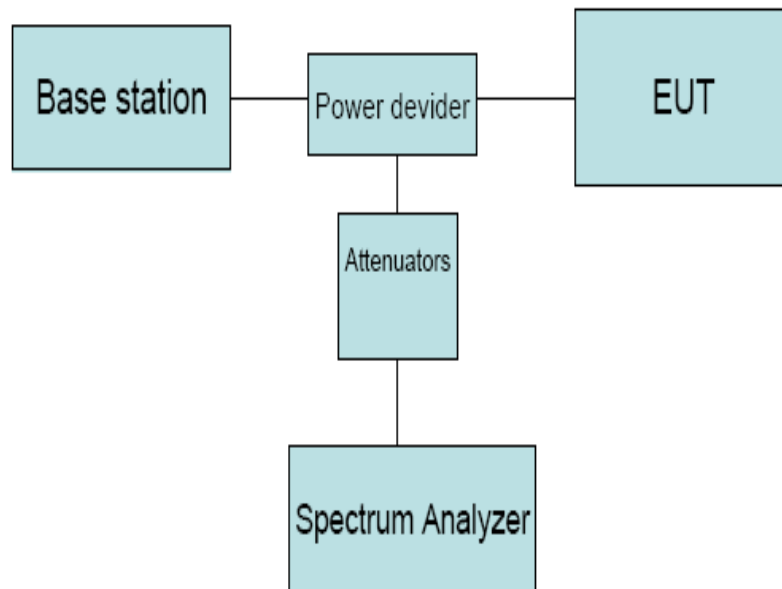 Base station
Power devider
EUT
Attenuators
Spectrum Analyzer